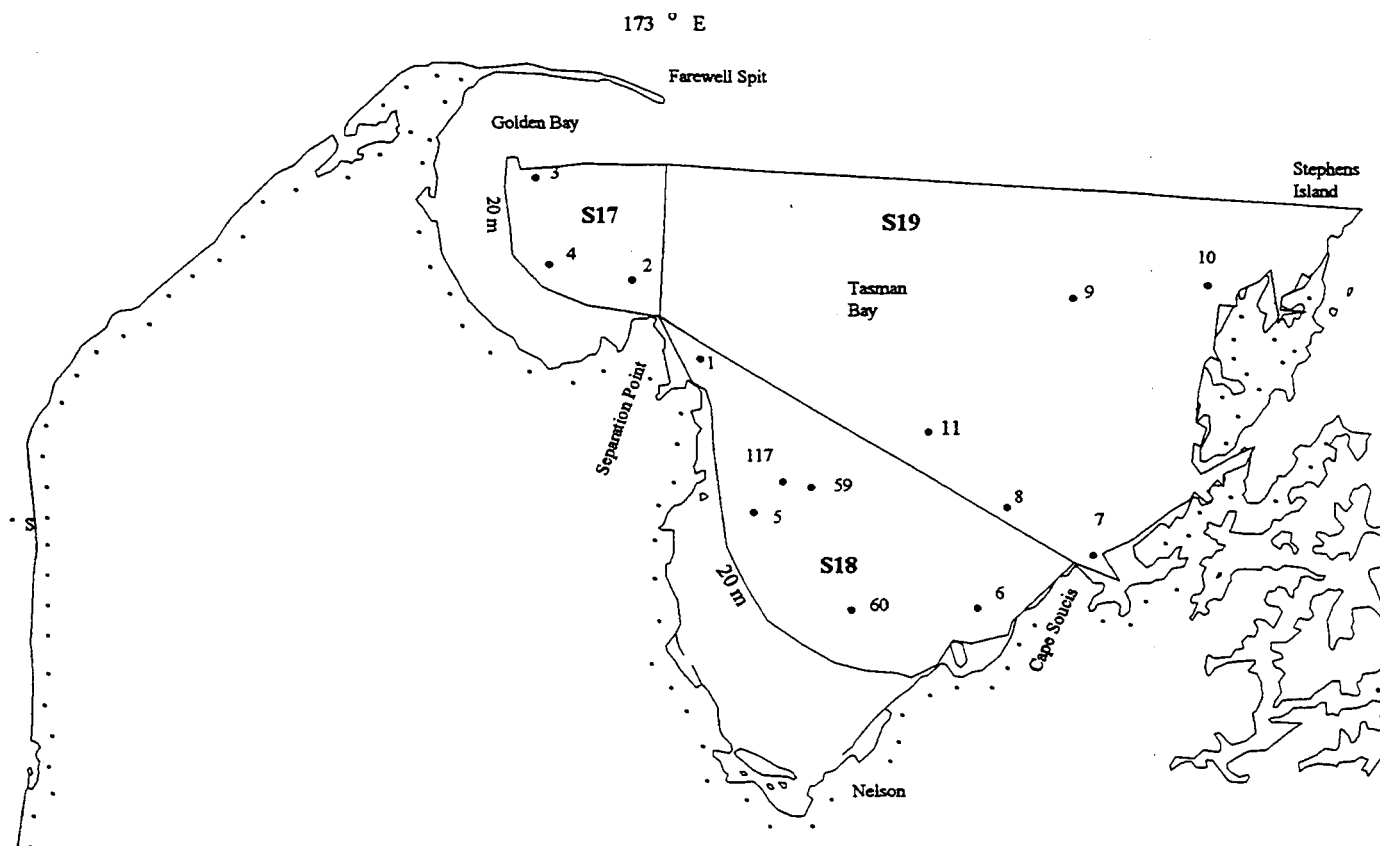 173 ° E
Farewell Spit
Golden Bay
Stephens
Island
3
20 m
S17
S19
4
2
10
9
Tasman
Bay
1
Separation Point
11
117
59
5
8
7
S
S18
20 m
60
6
Cape Soucis
Nelson